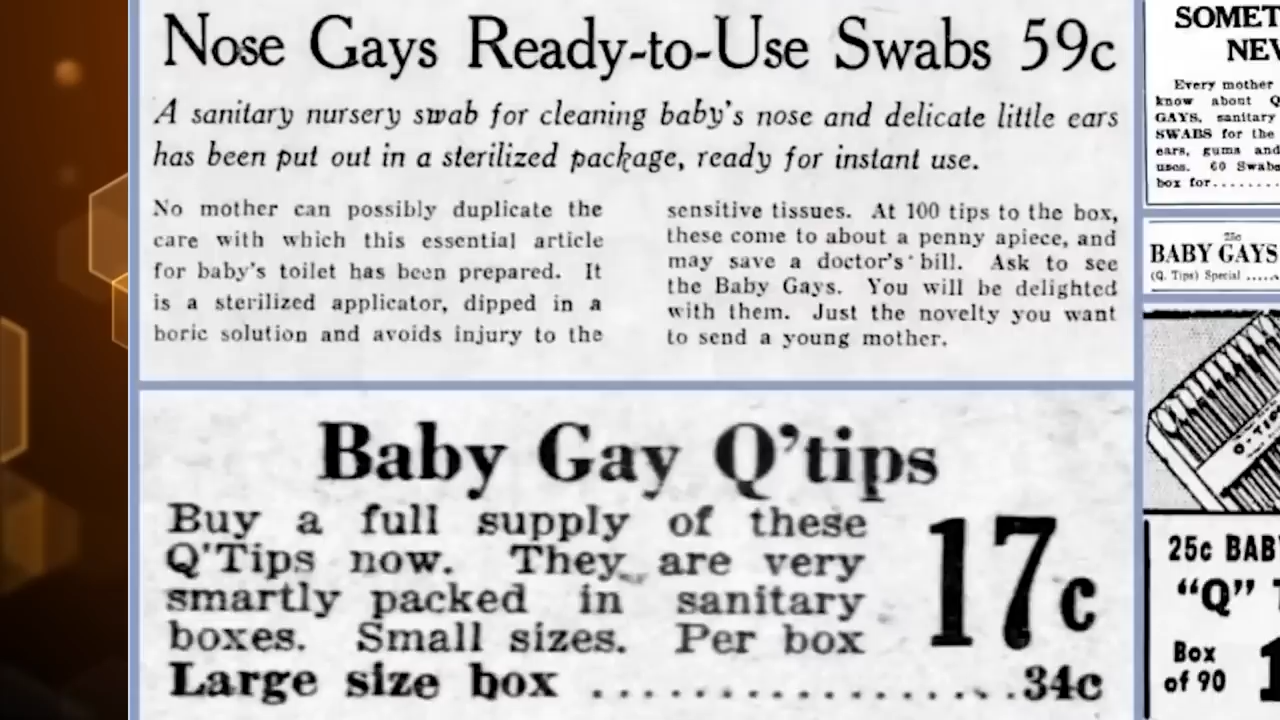 Nose Gays Ready-to-Use Swabs 59c
A sanitary nursery swab for cleaning baby's nose and delicate little ears
has been put out in a sterilized package, ready for instant use.
No mother can possibly duplicate the
care with which this essential article
for baby's toilet has been prepared. It
is a sterilized applicator, dipped in a
boric solution and avoids injury to the
sensitive tissues. At 100 tips to the box,
these come to about a penny apiece, and
may save a doctor's bill. Ask to see
the Baby Gays. You will be delighted
with them. Just the novelty you want
to send a young mother.
Baby Gay Q'tips
Buy a full supply of these
Q'Tips now. They are very
smartly packed in sanitary
boxes. Small sizes. Per box
17c
Large size box ..................34c
SOMET
NEW
Every mother
know about Q
GAYS, sanitary
SWABS for the
ears, gums and
uses. 60 Swabs
box for........
25c
BABY GAYS
(Q. Tips) Special .....
25c BAB
"Q" T
Box
of 90
1